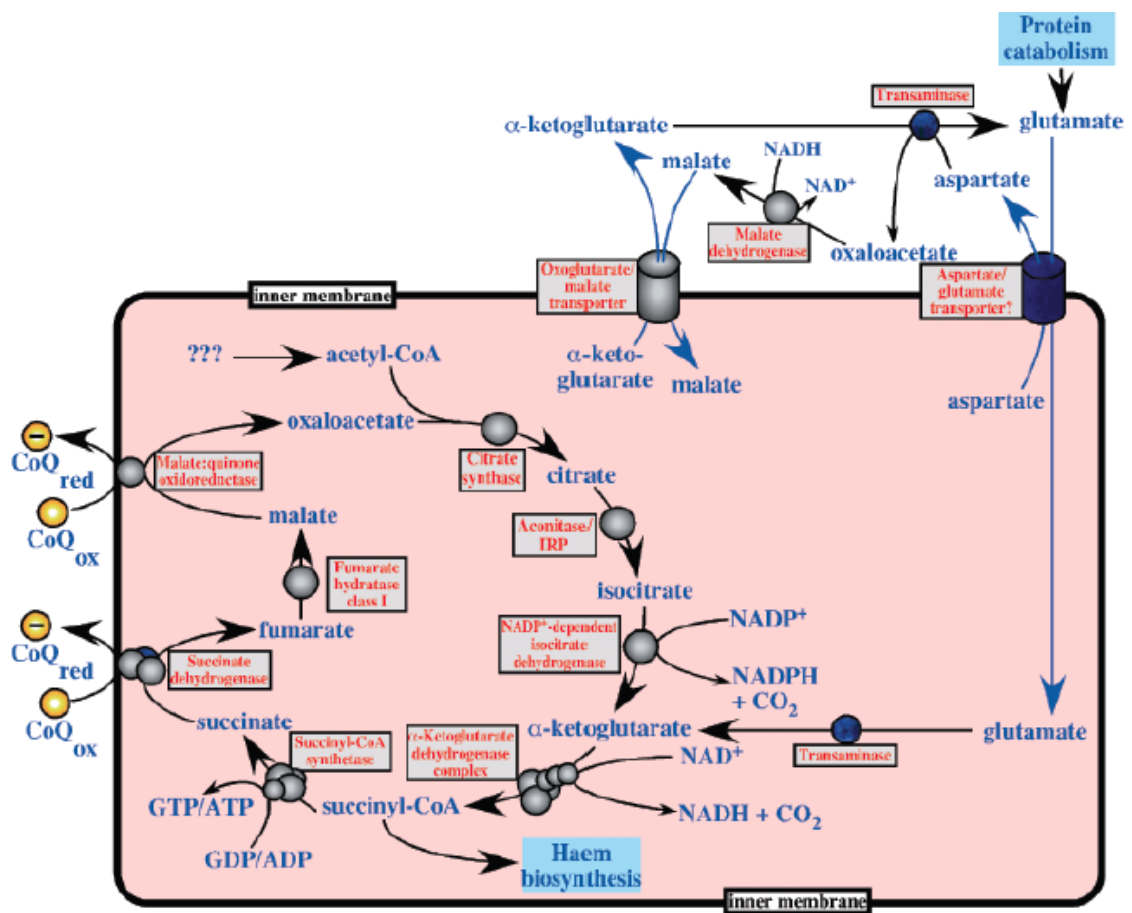 Protein
catabolism
Transaminase
α-ketoglutarate
glutamate
NADH
malate
NAD+
aspartate
Malate
dehydrogenase
oxaloacetate
Oxoglutarate/
malate
transporter
Aspartate/
glutamate
transporter?
inner membrane
???
acetyl-CoA
α-keto-
glutarate
malate
aspartate
oxaloacetate
CoQ red
Malate:quinone
oxidoreductase
Citrate
synthase
citrate
CoQ ox
malate
Aconitase/
IRP
Fumarate
hydratase
class I
isocitrate
NADP+
fumarate
NADP+-dependent
isocitrate
dehydrogenase
CoQ red
Succinate
dehydrogenase
NADPH
+ CO2
CoQ ox
succinate
α-ketoglutarate
glutamate
Transaminase
Succinyl-CoA
synthetase
α-Ketoglutarate
dehydrogenase
complex
NAD+
GTP/ATP
succinyl-CoA
NADH + CO2
GDP/ADP
Haem
biosynthesis
inner membrane